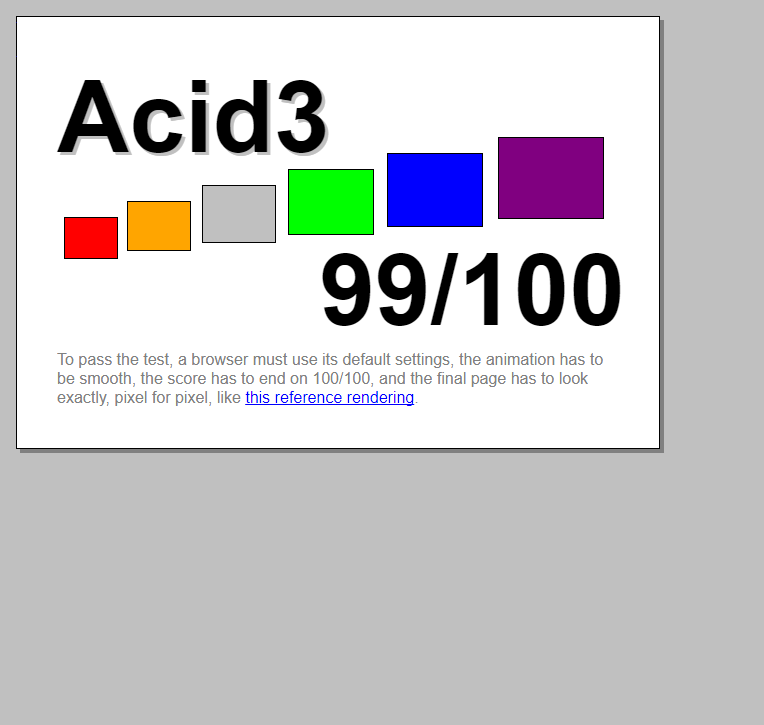 Acid3
99/100
To pass the test, a browser must use its default settings, the animation has to
be smooth, the score has to end on 100/100, and the final page has to look
exactly, pixel for pixel, like this reference rendering.